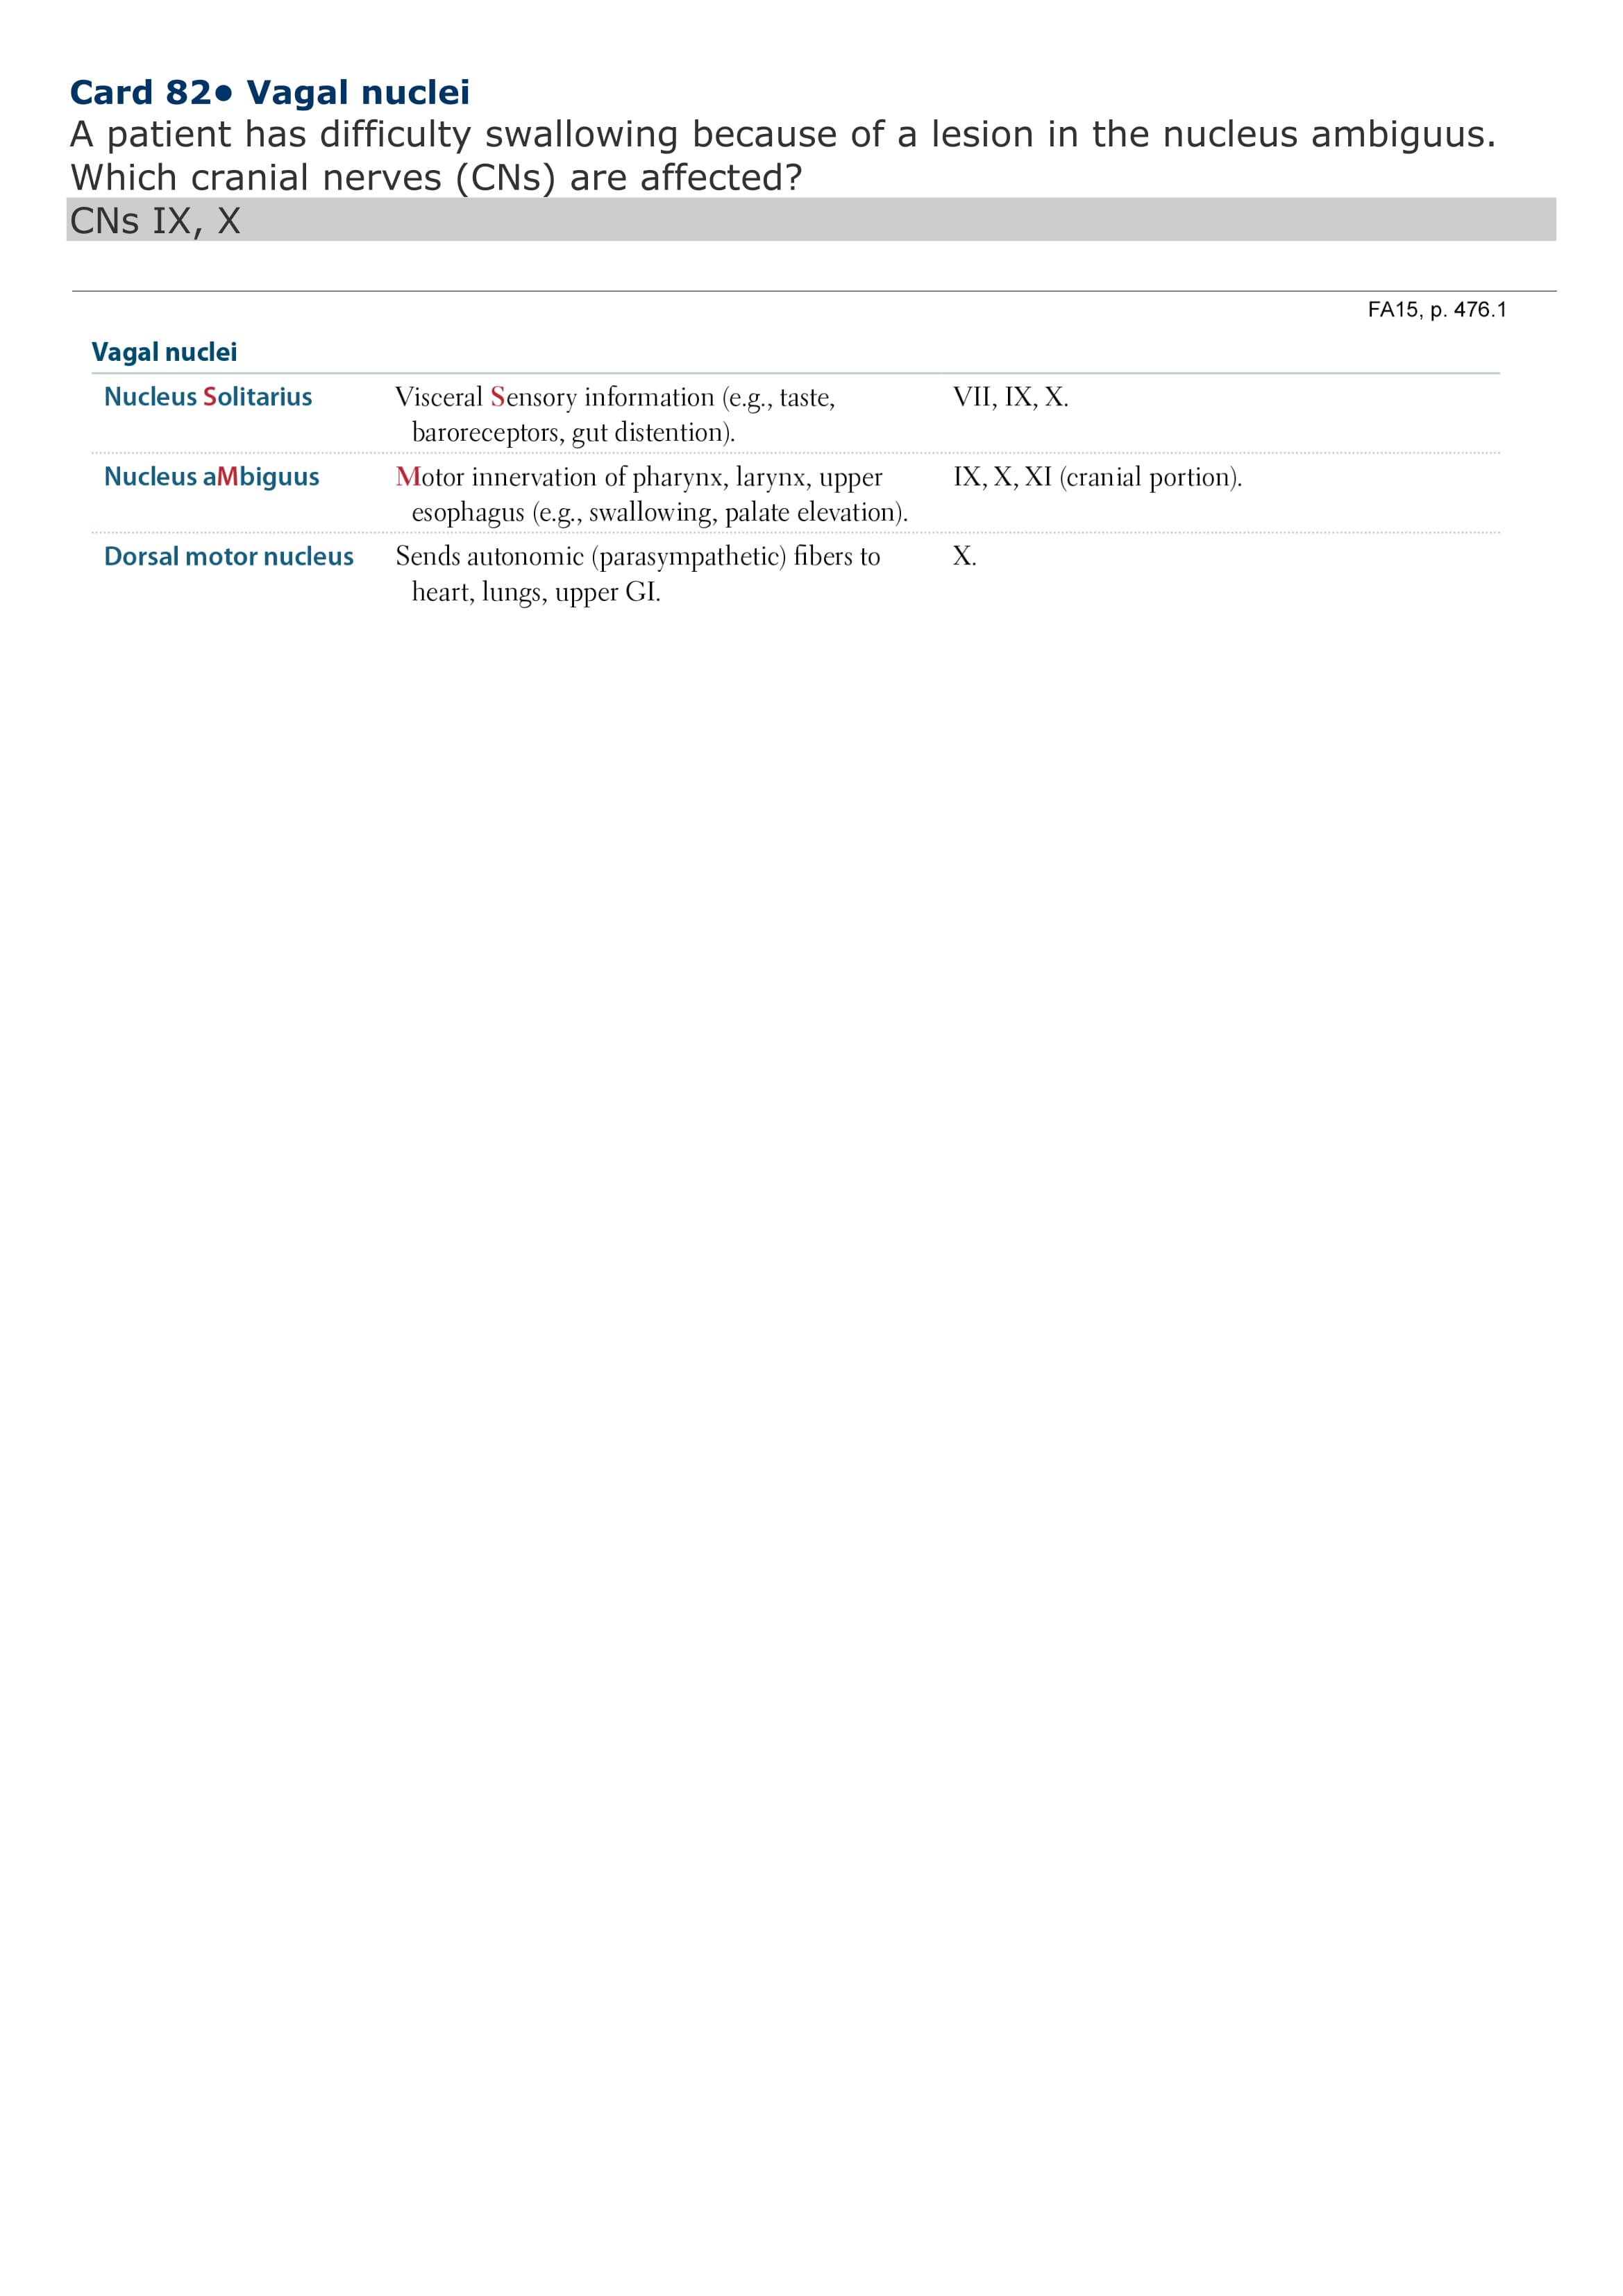 Card 82● Vagal nuclei
A patient has difficulty swallowing because of a lesion in the nucleus ambiguus.
Which cranial nerves (CNs) are affected?
CNs IX, X
FA15, p. 476.1
Vagal nuclei
Nucleus Solitarius Visceral Sensory information (e.g., taste, VII, IX, X.
baroreceptors, gut distention).
Nucleus aMbiguus Motor innervation of pharynx, larynx, upper IX, X, XI (cranial portion).
esophagus (e.g., swallowing, palate elevation).
Dorsal motor nucleus Sends autonomic (parasympathetic) fibers to X.
heart, lungs, upper GI.